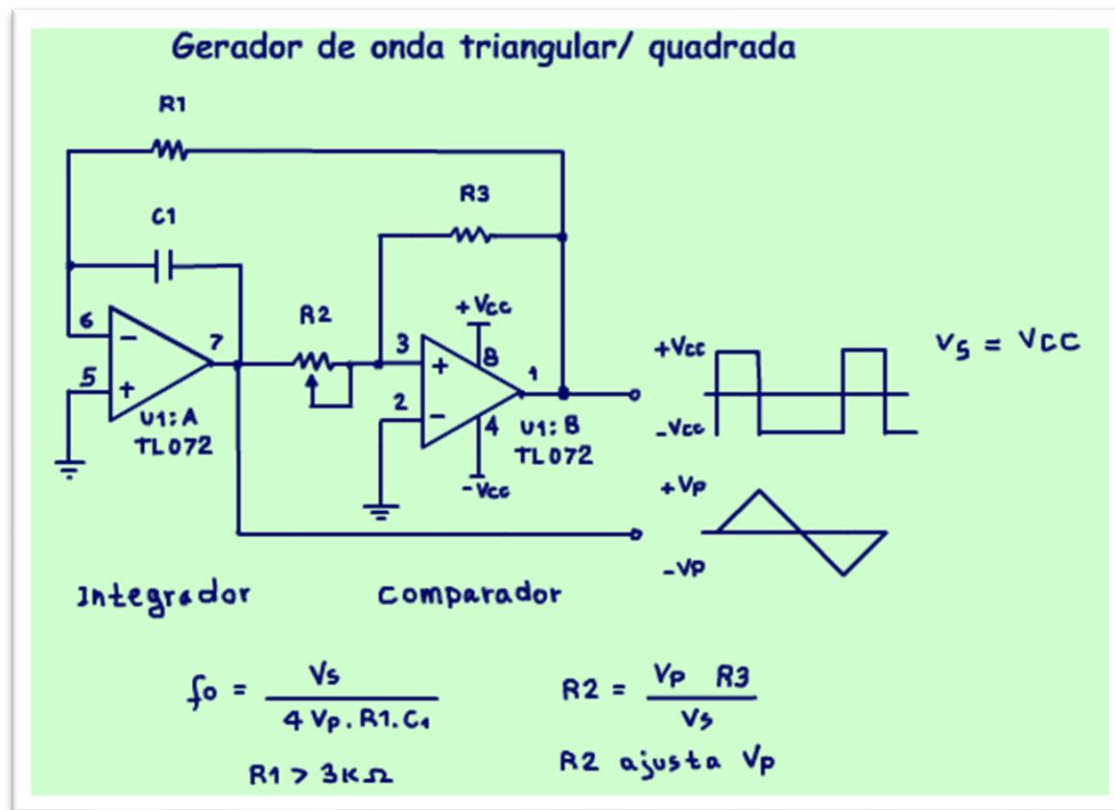 Gerador de onda triangular/ quadrada
R1
R3
C1
R2
+Vcc
6
7
3
8
+Vcc
Vs = VCC
5
2
1
4
-Vcc
U1:A
TL072
U1:B
TL072
-Vcc
+Vp
-Vp
Integrador
Comparador
fo = Vs / 4 Vp . R1 . C1
R2 = Vp R3 / Vs
R1 > 3KΩ
R2 ajusta Vp